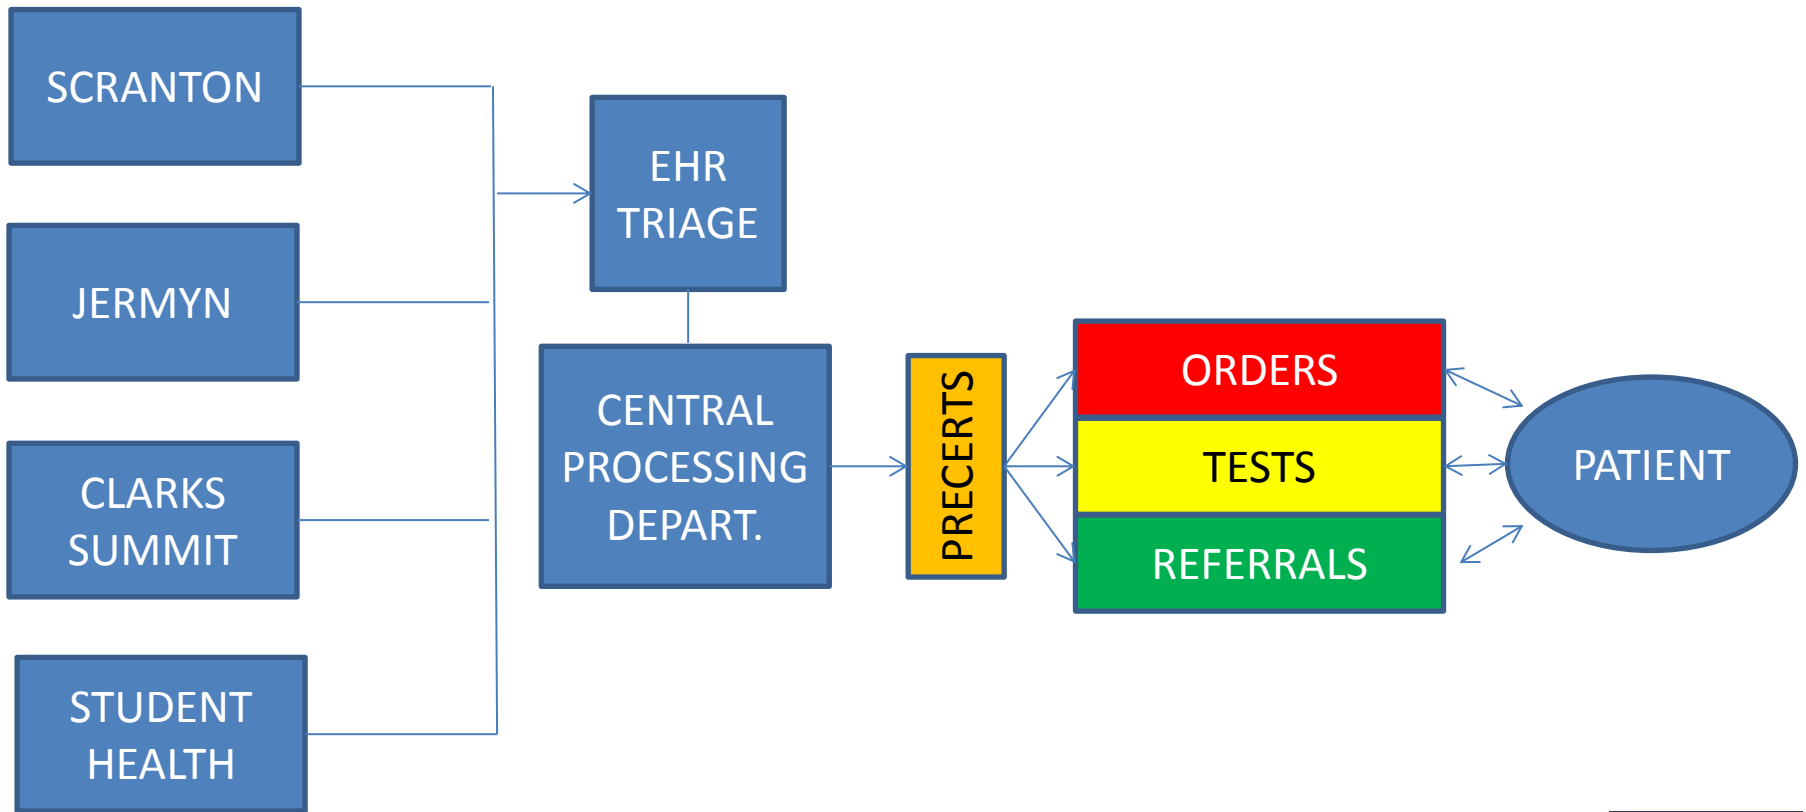 SCRANTON
JERMYN
CLARKS
SUMMIT
STUDENT
HEALTH
EHR
TRIAGE
CENTRAL
PROCESSING
DEPART.
PRECERTS
ORDERS
TESTS
REFERRALS
PATIENT